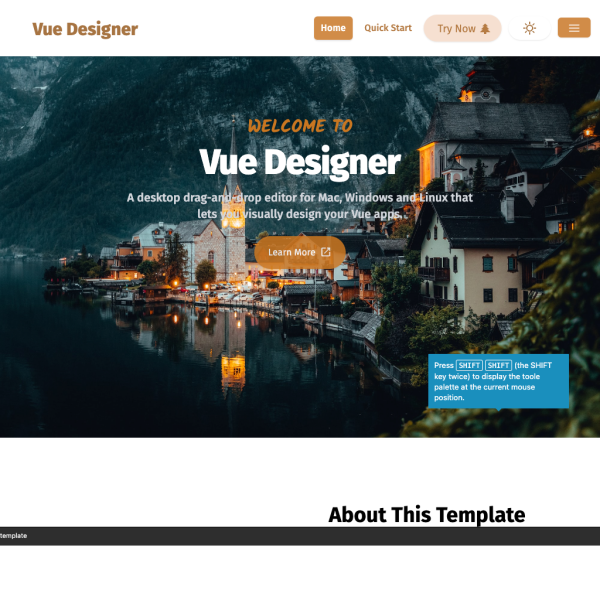 Vue Designer
Home
Quick Start
Try Now
WELCOME TO
Vue Designer
A desktop drag-and-drop editor for Mac, Windows and Linux that
lets you visually design your Vue apps.
Learn More
Press SHIFT SHIFT (the SHIFT
key twice) to display the toole
palette at the current mouse
position.
About This Template
template